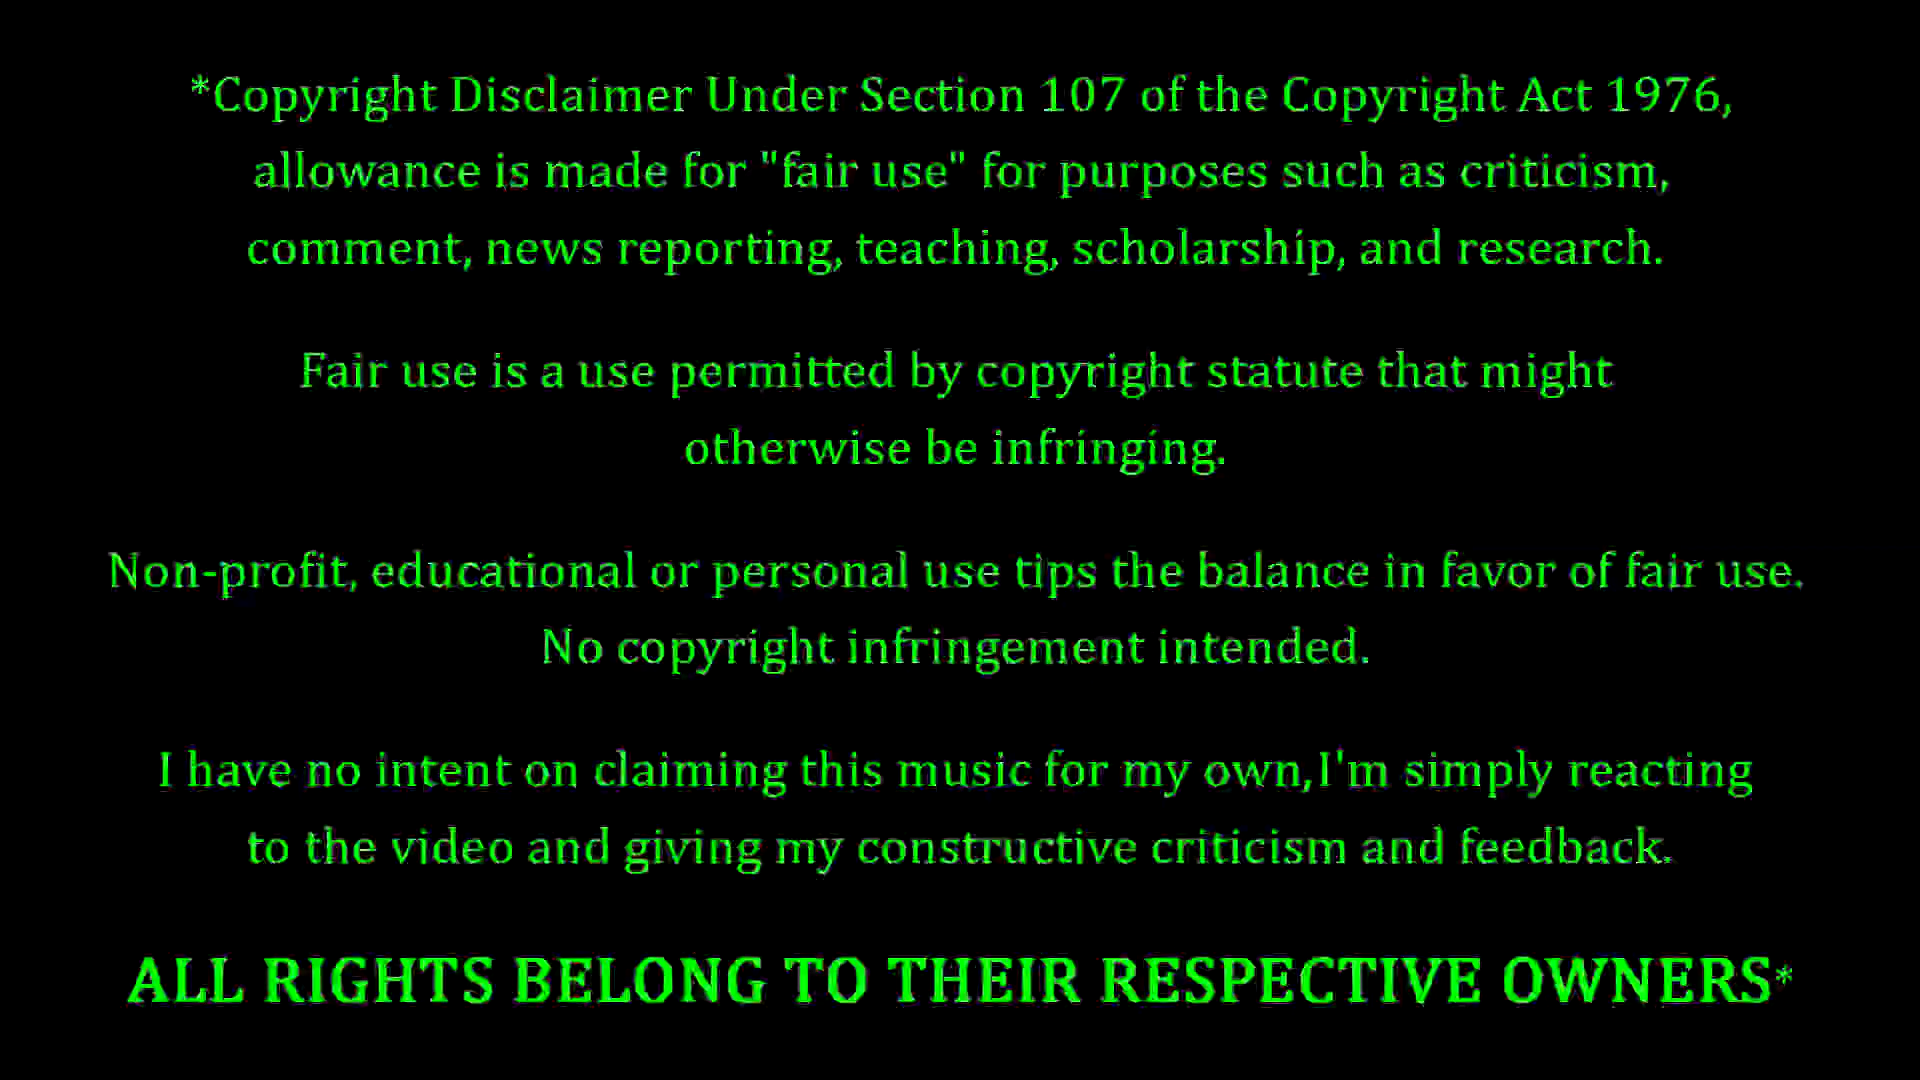 *Copyright Disclaimer Under Section 107 of the Copyright Act 1976,
allowance is made for "fair use" for purposes such as criticism,
comment, news reporting, teaching, scholarship, and research.
Fair use is a use permitted by copyright statute that might
otherwise be infringing.
Non-profit, educational or personal use tips the balance in favor of fair use.
No copyright infringement intended.
I have no intent on claiming this music for my own,I'm simply reacting
to the video and giving my constructive criticism and feedback.
ALL RIGHTS BELONG TO THEIR RESPECTIVE OWNERS*